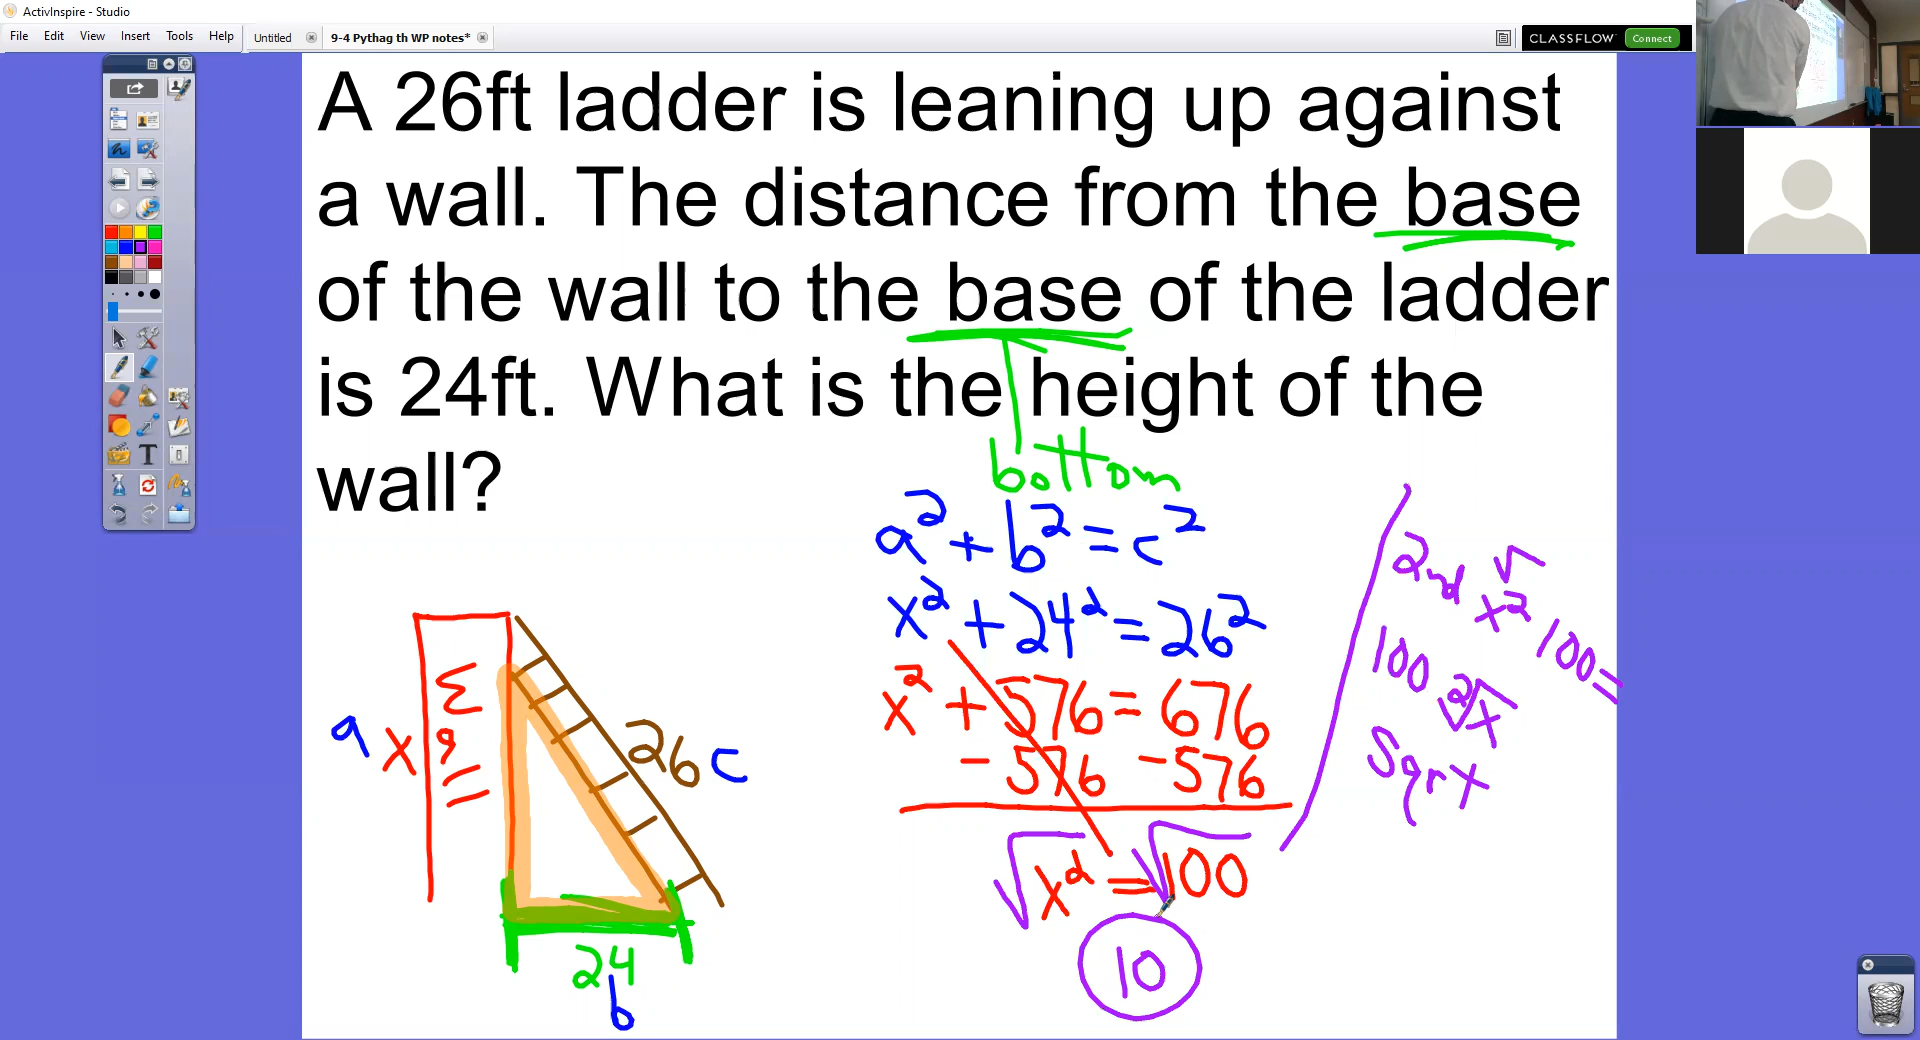 ActivInspire - Studio
File Edit View Insert Tools Help
Untitled 9-4 Pythag th WP notes*
CLASSFLOW Connect
A 26ft ladder is leaning up against
a wall. The distance from the base
of the wall to the base of the ladder
is 24ft. What is the height of the
wall?
bottom
a² + b² = c²
x² + 24² = 26²
x² + 576 = 676
- 576 - 576
√x² = √100
10
2nd √
x² 100 =
100 ²√x
Sqrx
a x
26 c
24
b
T